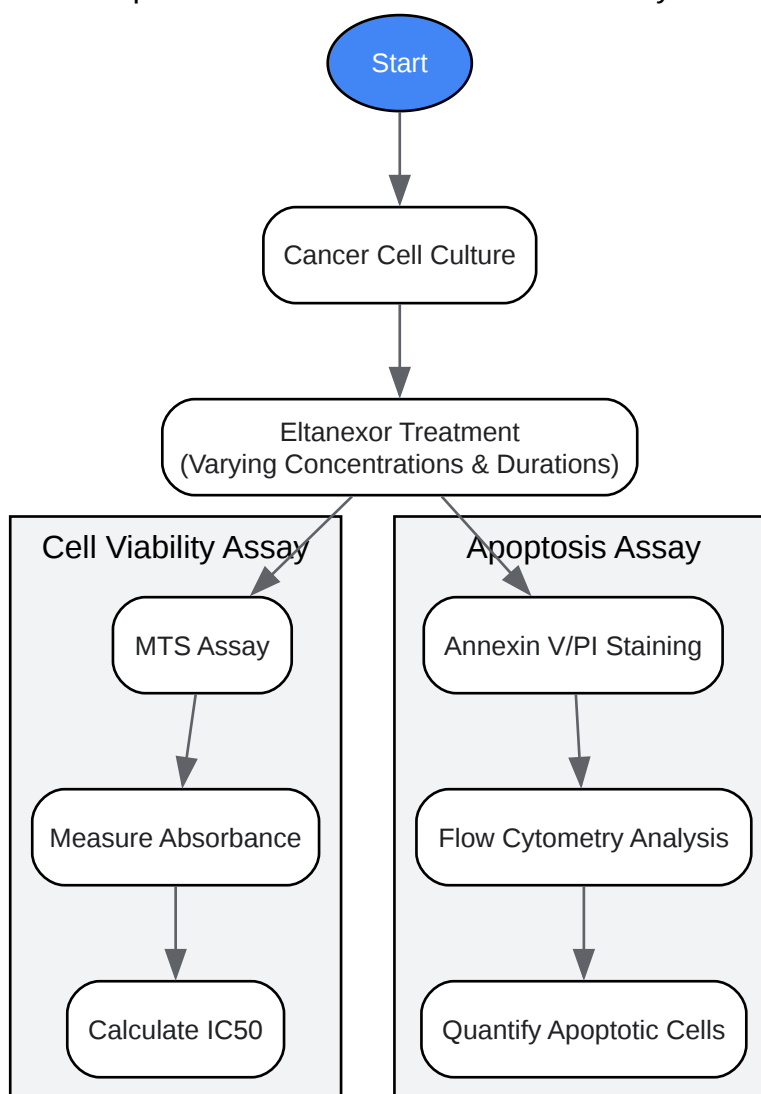 Start
Cancer Cell Culture
Eltanexor Treatment
(Varying Concentrations & Durations)
Cell Viability Assay
Apoptosis Assay
MTS Assay
Annexin V/PI Staining
Measure Absorbance
Flow Cytometry Analysis
Calculate IC50
Quantify Apoptotic Cells